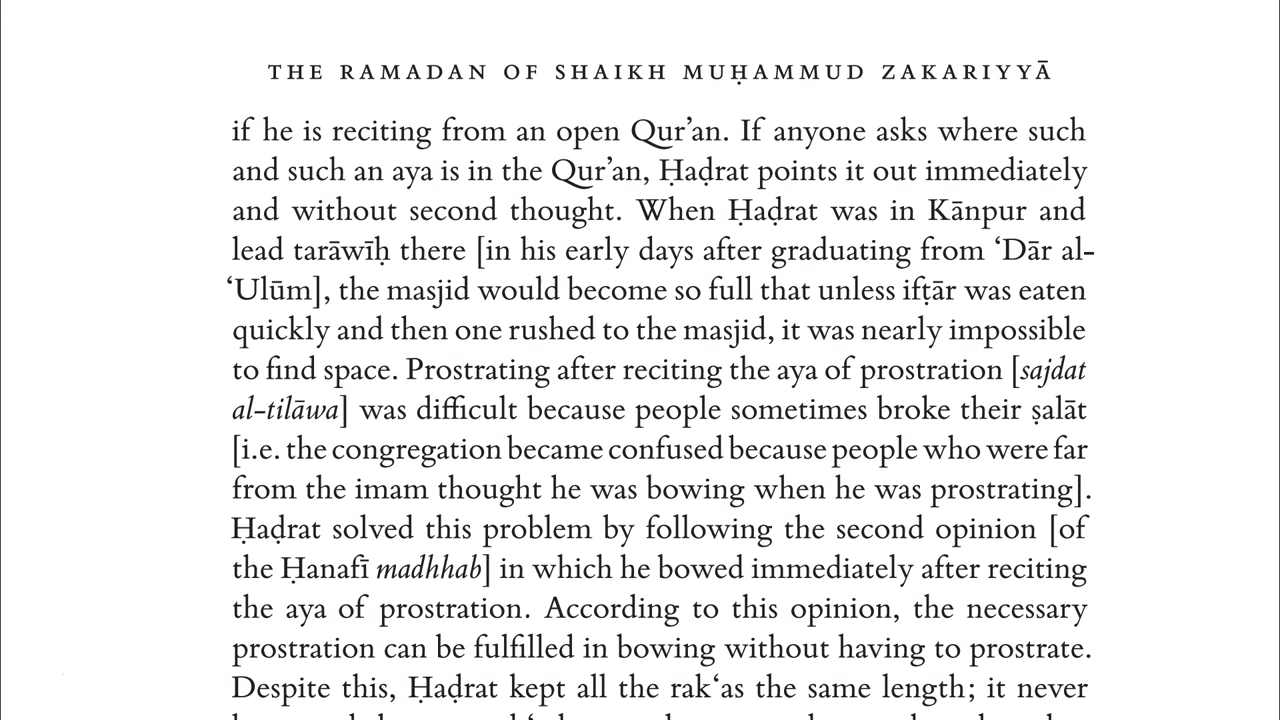 THE RAMADAN OF SHAIKH MUḤAMMUD ZAKARIYYĀ
if he is reciting from an open Qur’an. If anyone asks where such
and such an aya is in the Qur’an, Ḥaḍrat points it out immediately
and without second thought. When Ḥaḍrat was in Kānpur and
lead tarāwīḥ there [in his early days after graduating from ‘Dār al-
‘Ulūm], the masjid would become so full that unless ifṭār was eaten
quickly and then one rushed to the masjid, it was nearly impossible
to find space. Prostrating after reciting the aya of prostration [sajdat
al-tilāwa] was difficult because people sometimes broke their ṣalāt
[i.e. the congregation became confused because people who were far
from the imam thought he was bowing when he was prostrating].
Ḥaḍrat solved this problem by following the second opinion [of
the Ḥanafī madhhab] in which he bowed immediately after reciting
the aya of prostration. According to this opinion, the necessary
prostration can be fulfilled in bowing without having to prostrate.
Despite this, Ḥaḍrat kept all the rak‘as the same length; it never